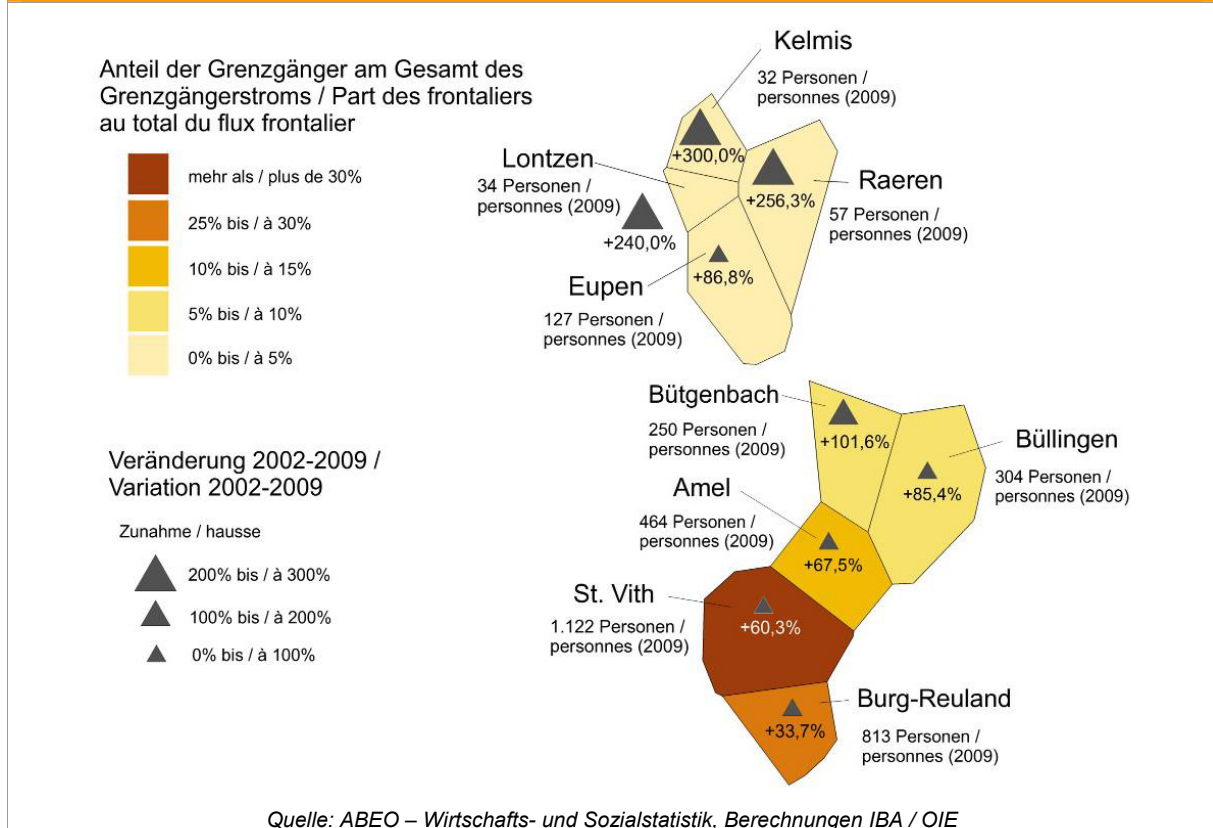 Anteil der Grenzgänger am Gesamt des
Grenzgängerstroms / Part des frontaliers
au total du flux frontalier
mehr als / plus de 30%
25% bis / à 30%
10% bis / à 15%
5% bis / à 10%
0% bis / à 5%
Veränderung 2002-2009 /
Variation 2002-2009
Zunahme / hausse
200% bis / à 300%
100% bis / à 200%
0% bis / à 100%
Kelmis
32 Personen /
personnes (2009)
+300,0%
Lontzen
34 Personen /
personnes (2009)
+240,0%
Raeren
57 Personen /
personnes (2009)
+256,3%
Eupen
127 Personen /
personnes (2009)
+86,8%
Bütgenbach
250 Personen /
personnes (2009)
+101,6%
Büllingen
304 Personen /
personnes (2009)
+85,4%
Amel
464 Personen /
personnes (2009)
+67,5%
St. Vith
1.122 Personen /
personnes (2009)
+60,3%
Burg-Reuland
813 Personen /
personnes (2009)
+33,7%
Quelle: ABEO – Wirtschafts- und Sozialstatistik, Berechnungen IBA / OIE